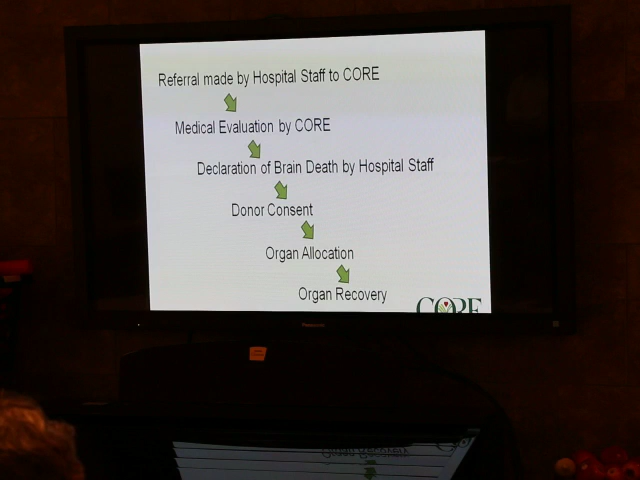 Referral made by Hospital Staff to CORE
Medical Evaluation by CORE
Declaration of Brain Death by Hospital Staff
Donor Consent
Organ Allocation
Organ Recovery
CORE
Panasonic